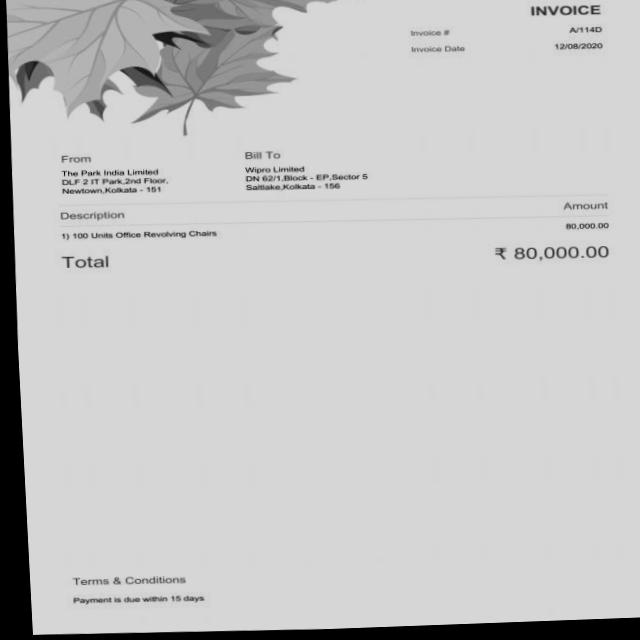 INVOICE
Invoice # A/114D
Invoice Date 12/08/2020
From
The Park India Limited
DLF 2 IT Park,2nd Floor,
Newtown,Kolkata - 151
Bill To
Wipro Limited
DN 62/1,Block - EP,Sector 5
Saltlake,Kolkata - 156
Description Amount
1) 100 Units Office Revolving Chairs 80,000.00
Total ₹ 80,000.00
Terms & Conditions
Payment is due within 15 days